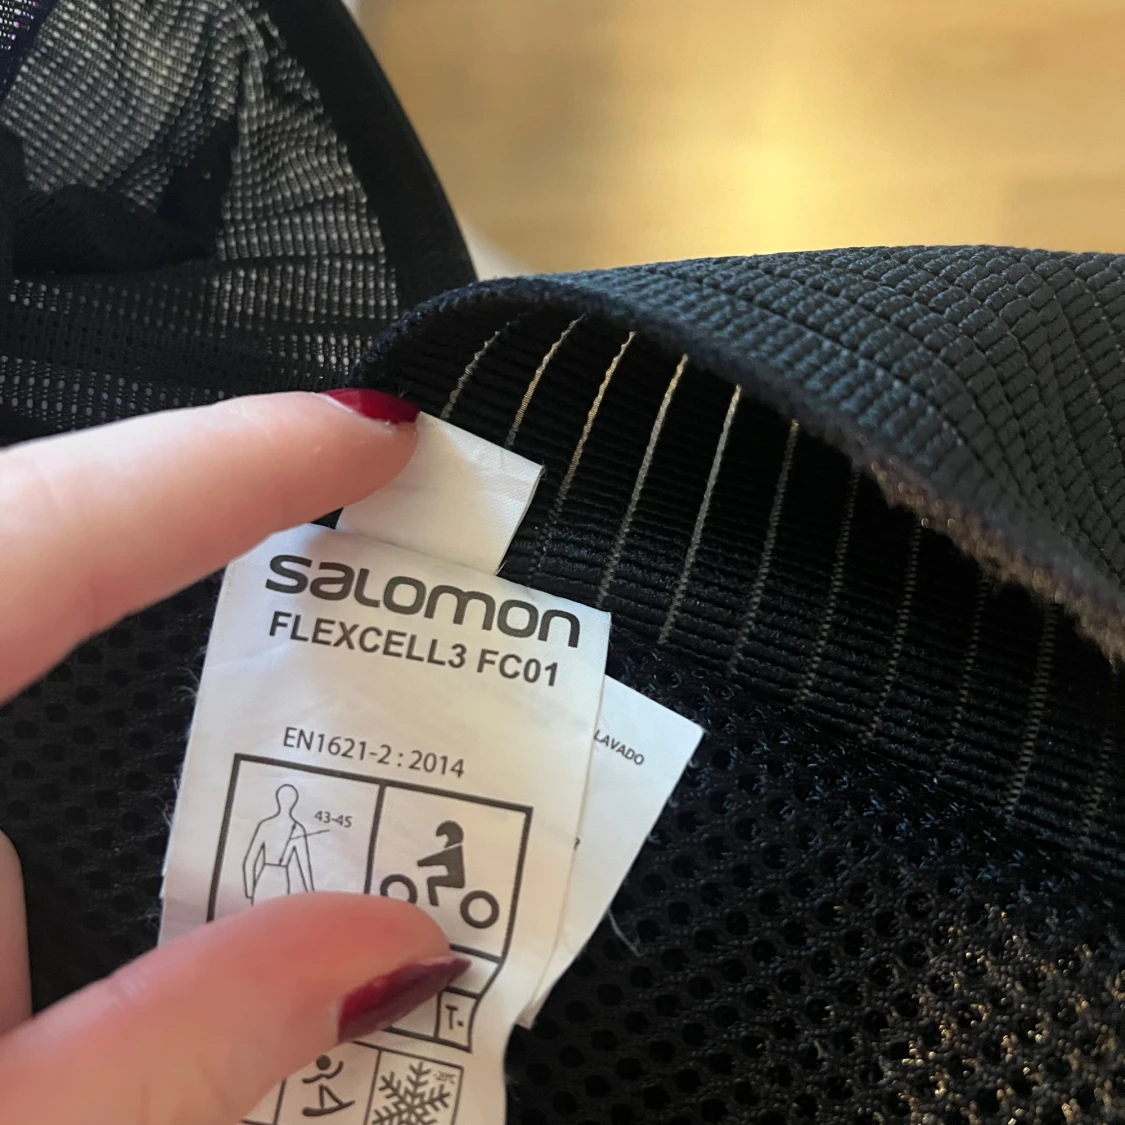 salomon
FLEXCELL3 FC01
EN1621-2 : 2014
43-45
T-
-20°C
LAVADO
?